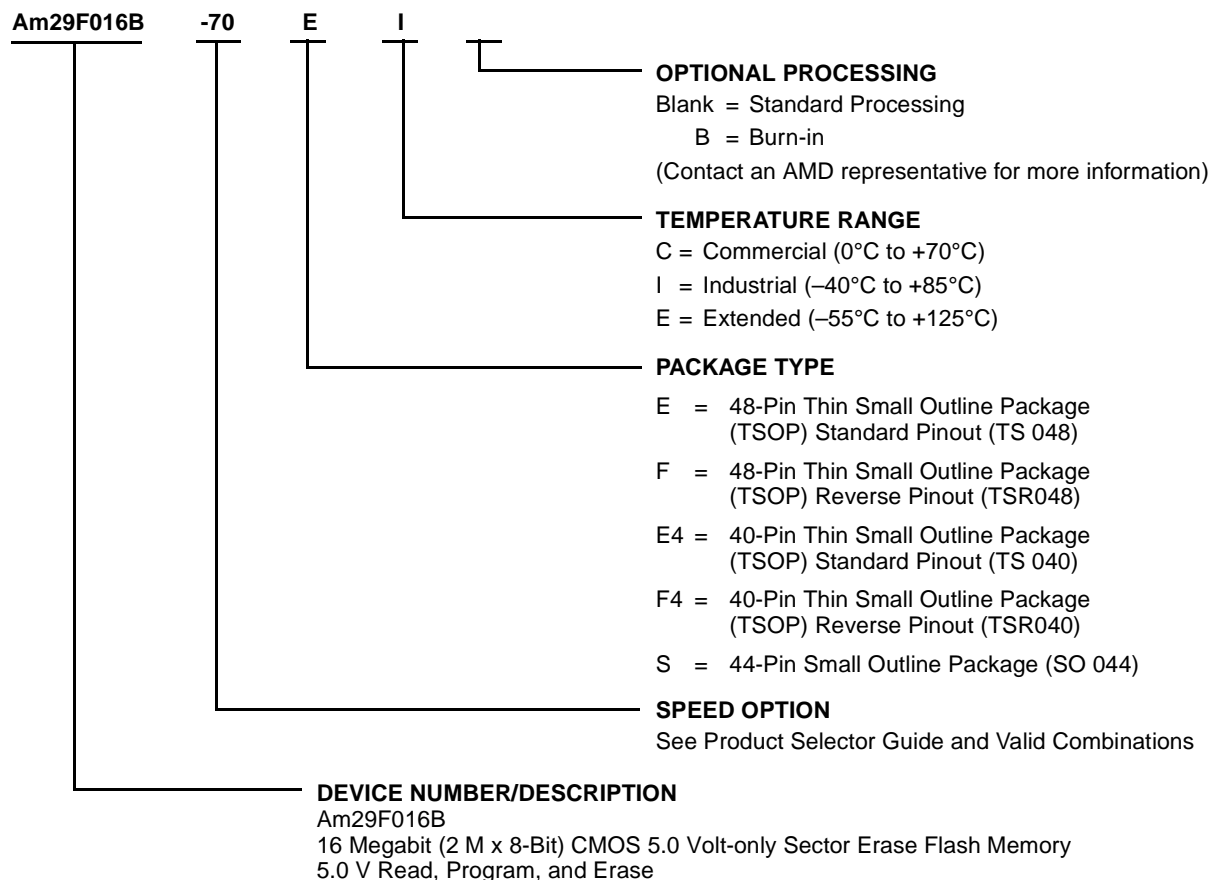 Am29F016B -70 E I
OPTIONAL PROCESSING
Blank = Standard Processing
B = Burn-in
(Contact an AMD representative for more information)
TEMPERATURE RANGE
C = Commercial (0°C to +70°C)
I = Industrial (–40°C to +85°C)
E = Extended (–55°C to +125°C)
PACKAGE TYPE
E = 48-Pin Thin Small Outline Package
(TSOP) Standard Pinout (TS 048)
F = 48-Pin Thin Small Outline Package
(TSOP) Reverse Pinout (TSR048)
E4 = 40-Pin Thin Small Outline Package
(TSOP) Standard Pinout (TS 040)
F4 = 40-Pin Thin Small Outline Package
(TSOP) Reverse Pinout (TSR040)
S = 44-Pin Small Outline Package (SO 044)
SPEED OPTION
See Product Selector Guide and Valid Combinations
DEVICE NUMBER/DESCRIPTION
Am29F016B
16 Megabit (2 M x 8-Bit) CMOS 5.0 Volt-only Sector Erase Flash Memory
5.0 V Read, Program, and Erase